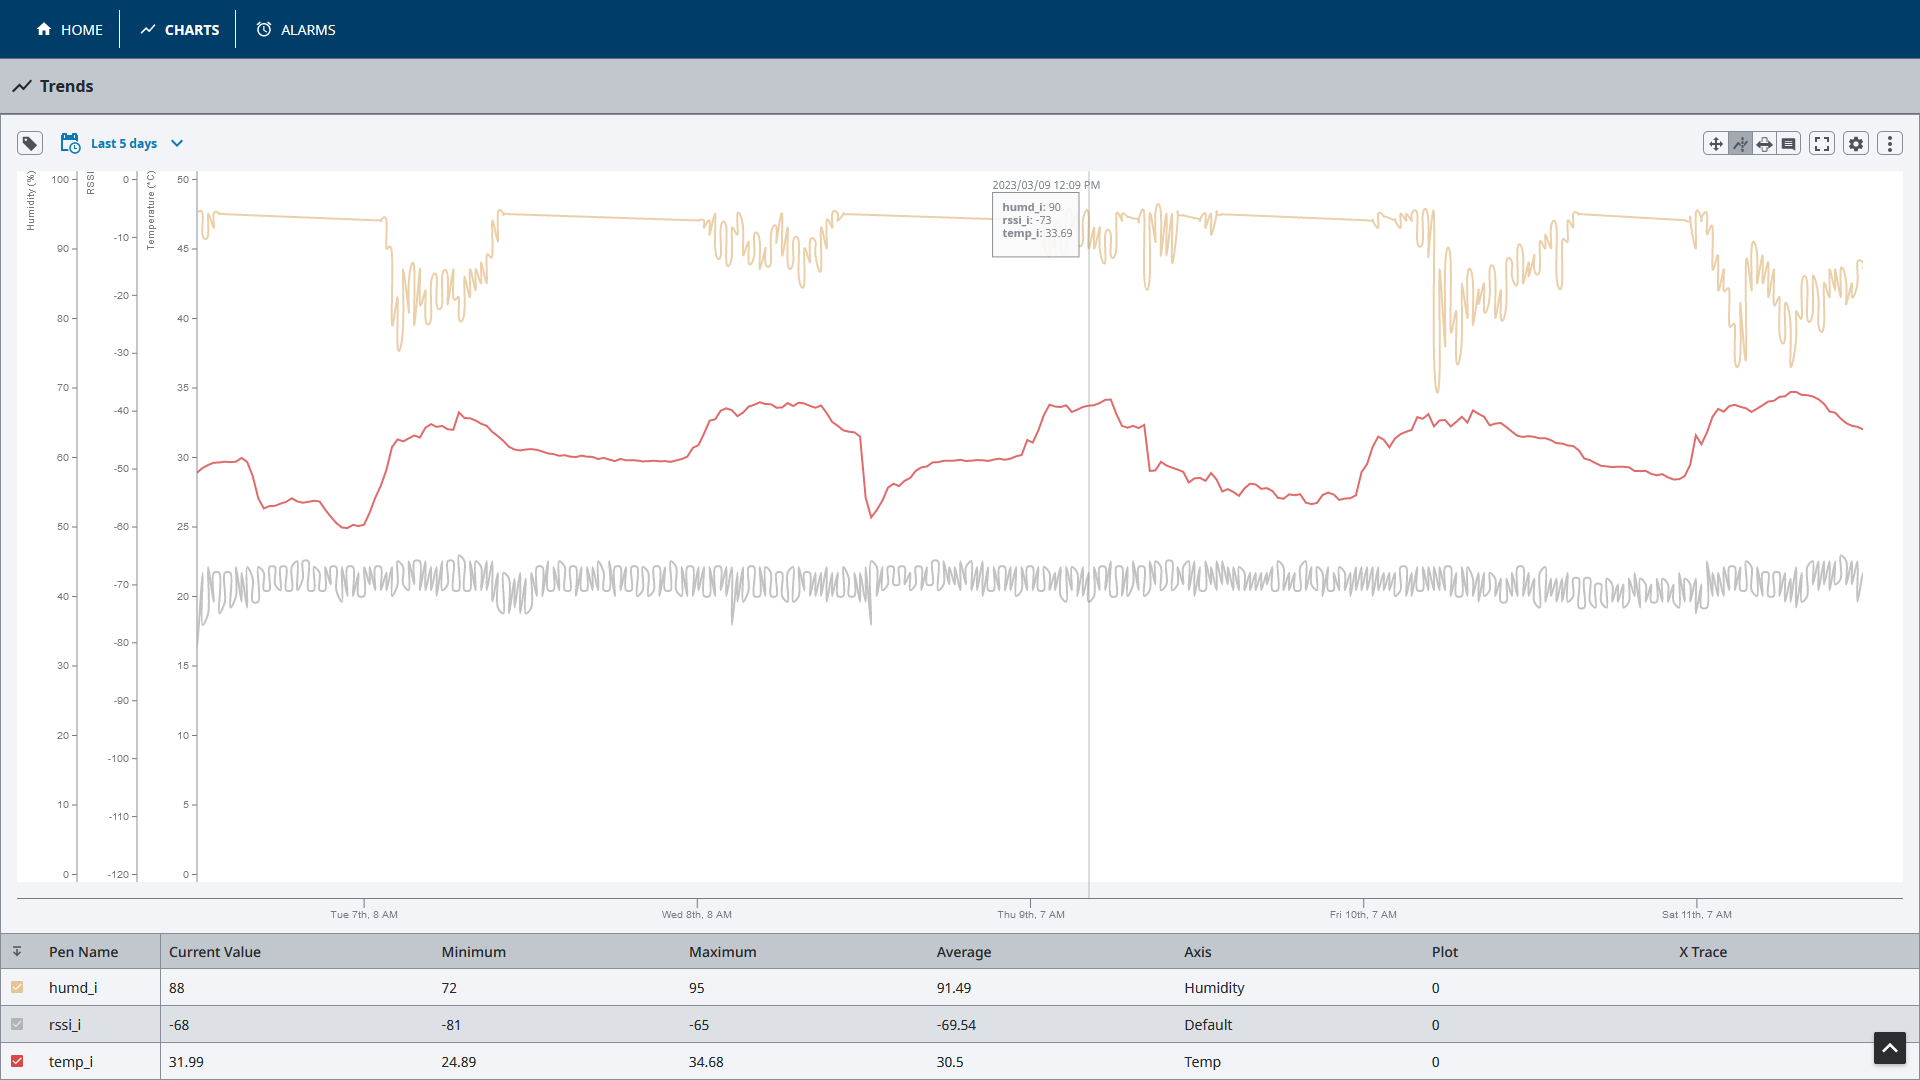 HOME
CHARTS
ALARMS
Trends
Last 5 days
Humidity (%)
100
90
80
70
60
50
40
30
20
10
0
RSSI
0
-10
-20
-30
-40
-50
-60
-70
-80
-90
-100
-110
-120
Temperature (°C)
50
45
40
35
30
25
20
15
10
5
0
2023/03/09 12:09 PM
humd_i: 90
rssi_i: -73
temp_i: 33.69
Tue 7th, 8 AM
Wed 8th, 8 AM
Thu 9th, 7 AM
Fri 10th, 7 AM
Sat 11th, 7 AM
Pen Name Current Value Minimum Maximum Average Axis Plot X Trace
humd_i 88 72 95 91.49 Humidity 0
rssi_i -68 -81 -65 -69.54 Default 0
temp_i 31.99 24.89 34.68 30.5 Temp 0